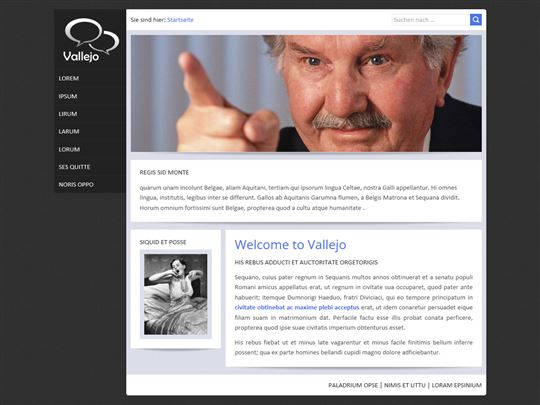 Sie sind hier: Startseite
Suchen nach ...
Vallejo
LOREM
IPSUM
LIRUM
LARUM
LORUM
SES QUITTE
NORIS OPPO
REGIS SID MONTE
quarum unam incolunt Belgae, aliam Aquitani, tertiam qui ipsorum lingua Celtae, nostra Galli appellantur. Hi omnes
lingua, institutis, legibus inter se differunt. Gallos ab Aquitanis Garumna flumen, a Belgis Matrona et Sequana dividit.
Horum omnium fortissimi sunt Belgae, propterea quod a cultu atque humanitate .
SIQUID ET POSSE
Welcome to Vallejo
HIS REBUS ADDUCTI ET AUCTORITATE ORGETORIGIS
Sequano, cuius pater regnum in Sequanis multos annos obtinuerat et a senatu populi
Romani amicus appellatus erat, ut regnum in civitate sua occuparet, quod pater ante
habuerit; itemque Dumnorigi Haeduo, fratri Diviciaci, qui eo tempore principatum in
civitate obtinebat ac maxime plebi acceptus erat, ut idem conaretur persuadet eique
filiam suam in matrimonium dat. Perfacile factu esse illis probat conata perficere,
propterea quod ipse suae civitatis imperium obtenturus esset.
His rebus fiebat ut et minus late vagarentur et minus facile finitimis bellum inferre
possent; qua ex parte homines bellandi cupidi magno dolore adficiebantur.
PALADRIUM OPSE | NIMIS ET UTTU | LORAM EPSINIUM